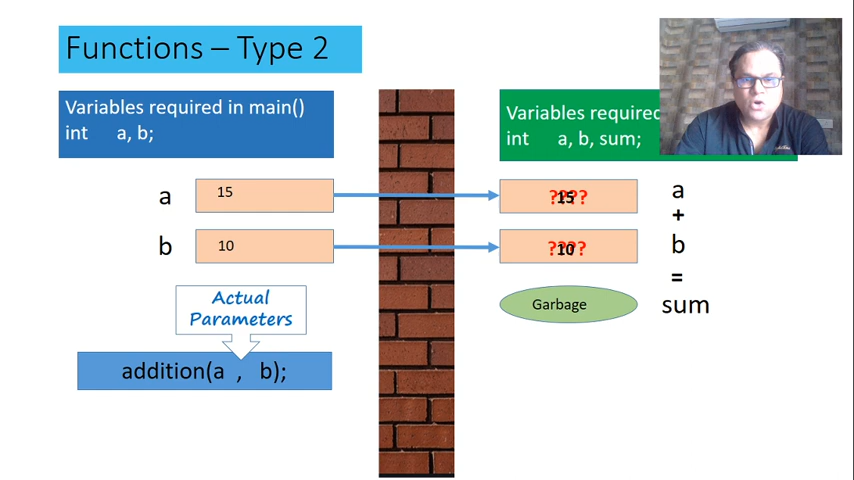 Functions – Type 2
Variables required in main()
int a, b;
Variables required
int a, b, sum;
a 15
b 10
????
15
a
+
????
10
b
=
Garbage
sum
Actual
Parameters
addition(a , b);